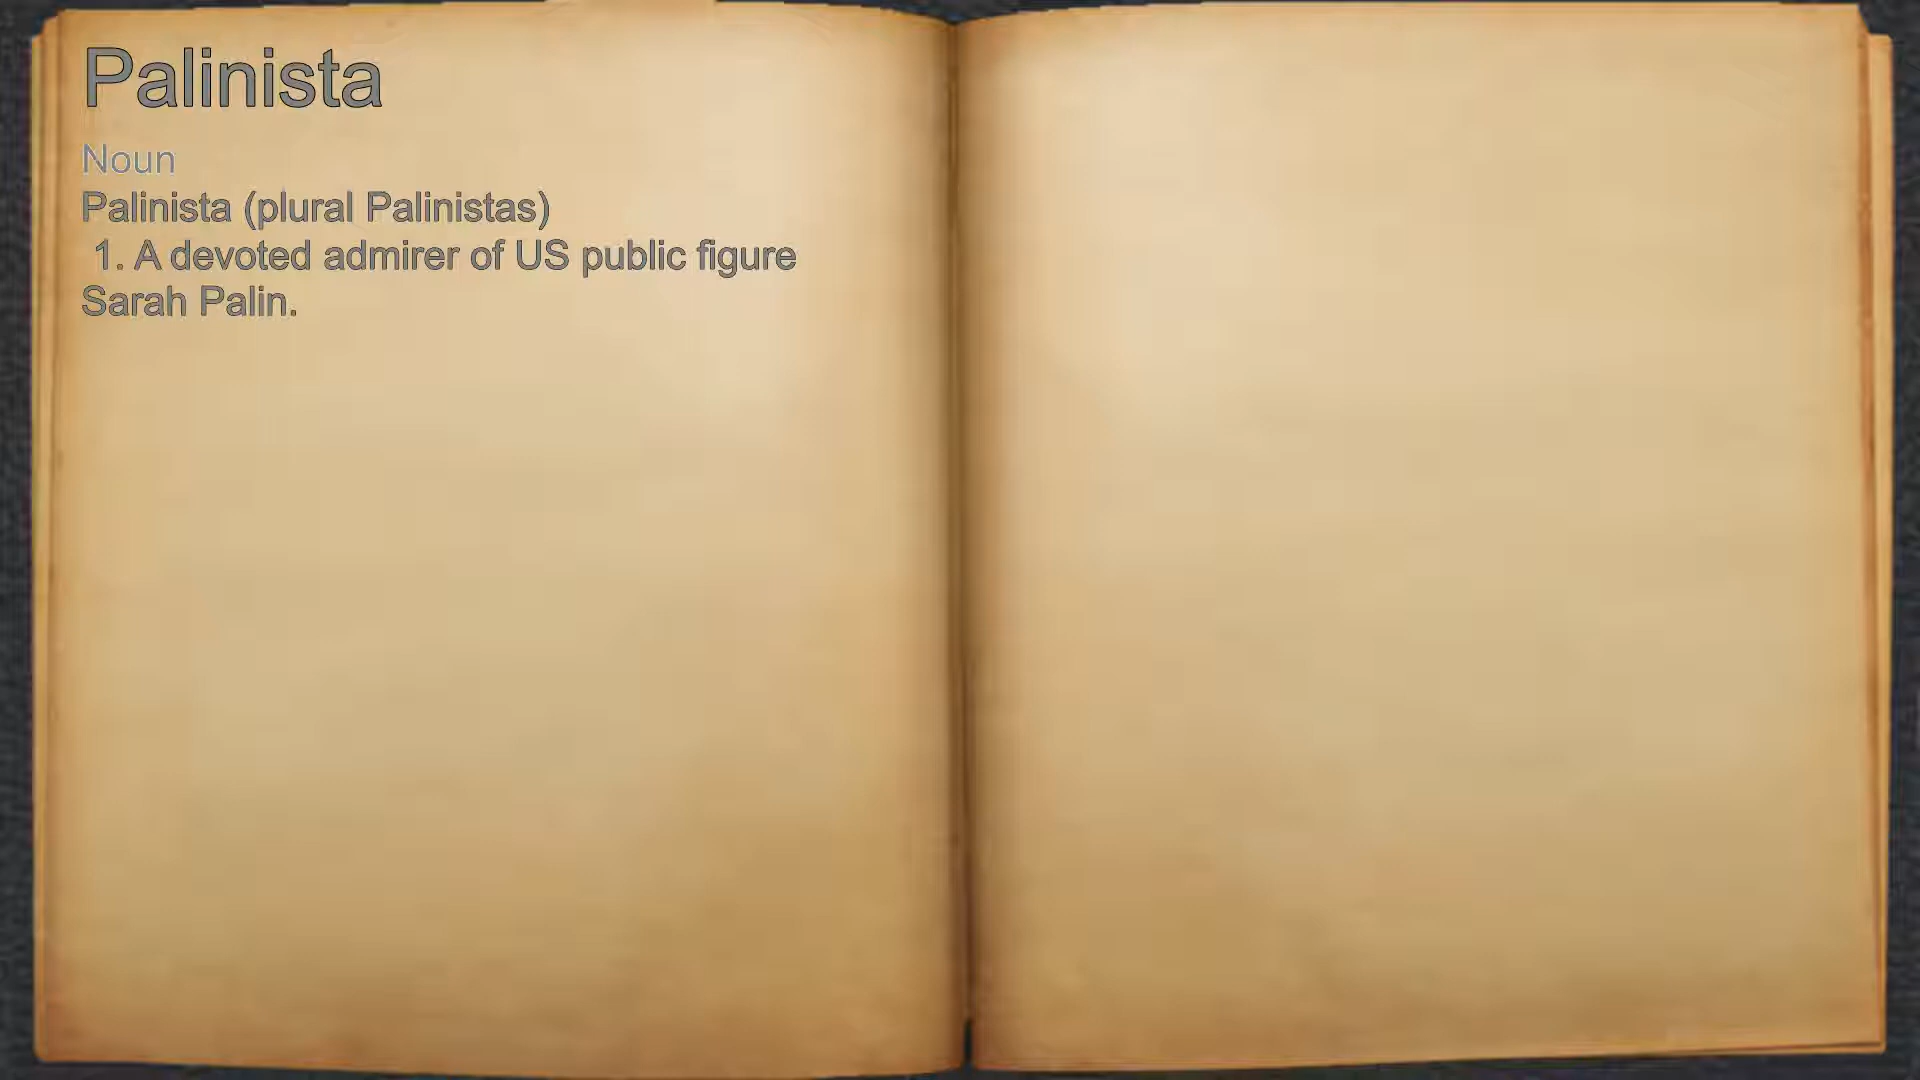 Palinista
Noun
Palinista (plural Palinistas)
1. A devoted admirer of US public figure
Sarah Palin.